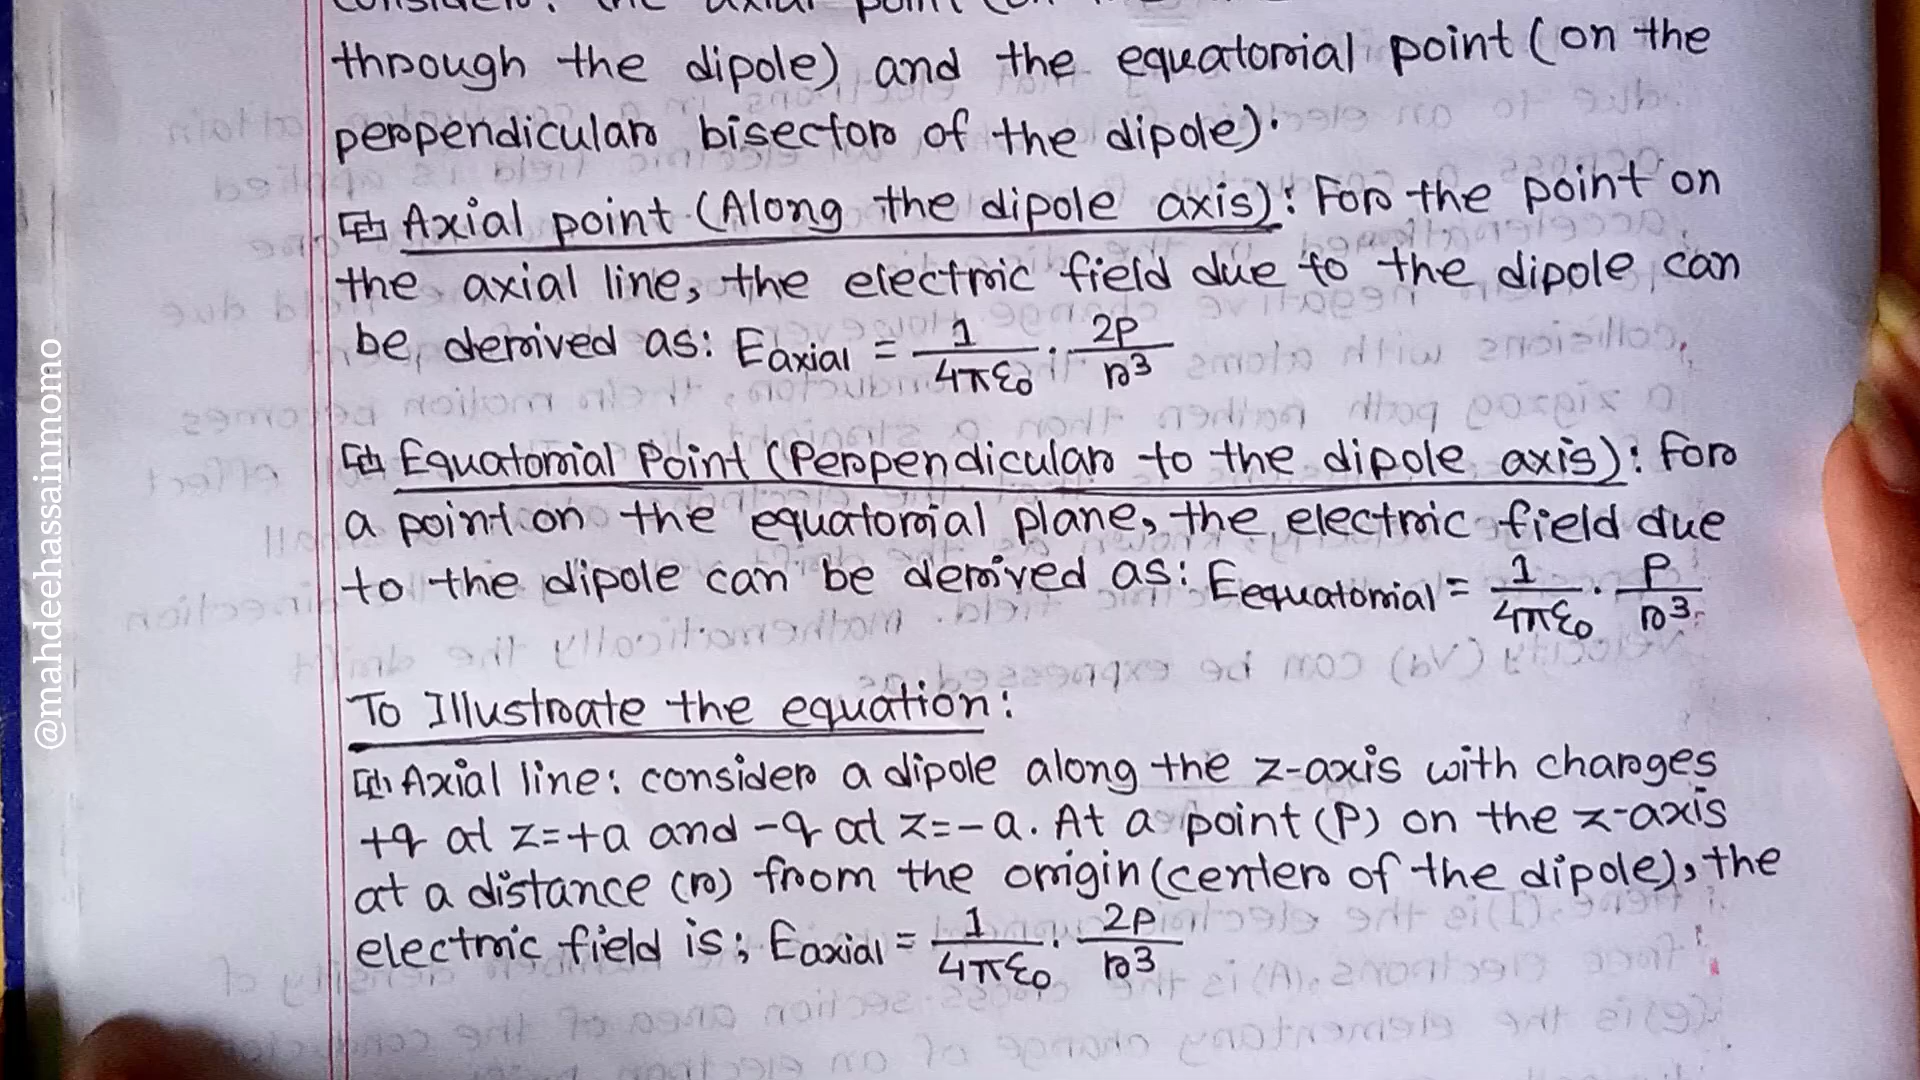 through the dipole) and the equatorial point (on the
perpendicular bisector of the dipole).
Axial point (Along the dipole axis): For the point on
the axial line, the electric field due to the dipole can
be derived as: Eaxial = 1/4πε₀ · 2P/r³
Equatorial Point (Perpendicular to the dipole axis): For
a point on the equatorial plane, the electric field due
to the dipole can be derived as: Eequatorial = 1/4πε₀ · P/r³
To Illustrate the equation:
Axial line: consider a dipole along the z-axis with charges
+q at z=+a and -q at z=-a. At a point (P) on the z-axis
at a distance (r) from the origin (center of the dipole), the
electric field is; Eaxial = 1/4πε₀ · 2P/r³
@mahdeehassainmomo